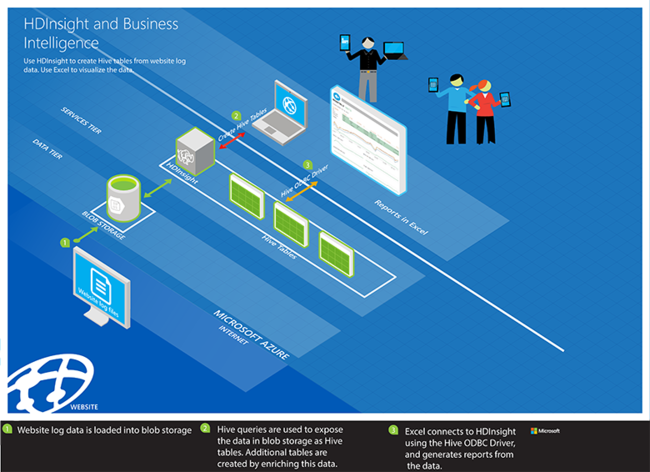 HDInsight and Business
Intelligence
Use HDInsight to create Hive tables from website log
data. Use Excel to visualize the data.
SERVICES TIER
DATA TIER
2
Create Hive Tables
HDInsight
3
Hive ODBC Driver
Reports in Excel
BLOB STORAGE
Hive Tables
1
Website log files
MICROSOFT AZURE
INTERNET
WEBSITE
1 Website log data is loaded into blob storage
2 Hive queries are used to expose
the data in blob storage as Hive
tables. Additional tables are
created by enriching this data.
3 Excel connects to HDInsight
using the Hive ODBC Driver,
and generates reports from
the data.
Microsoft